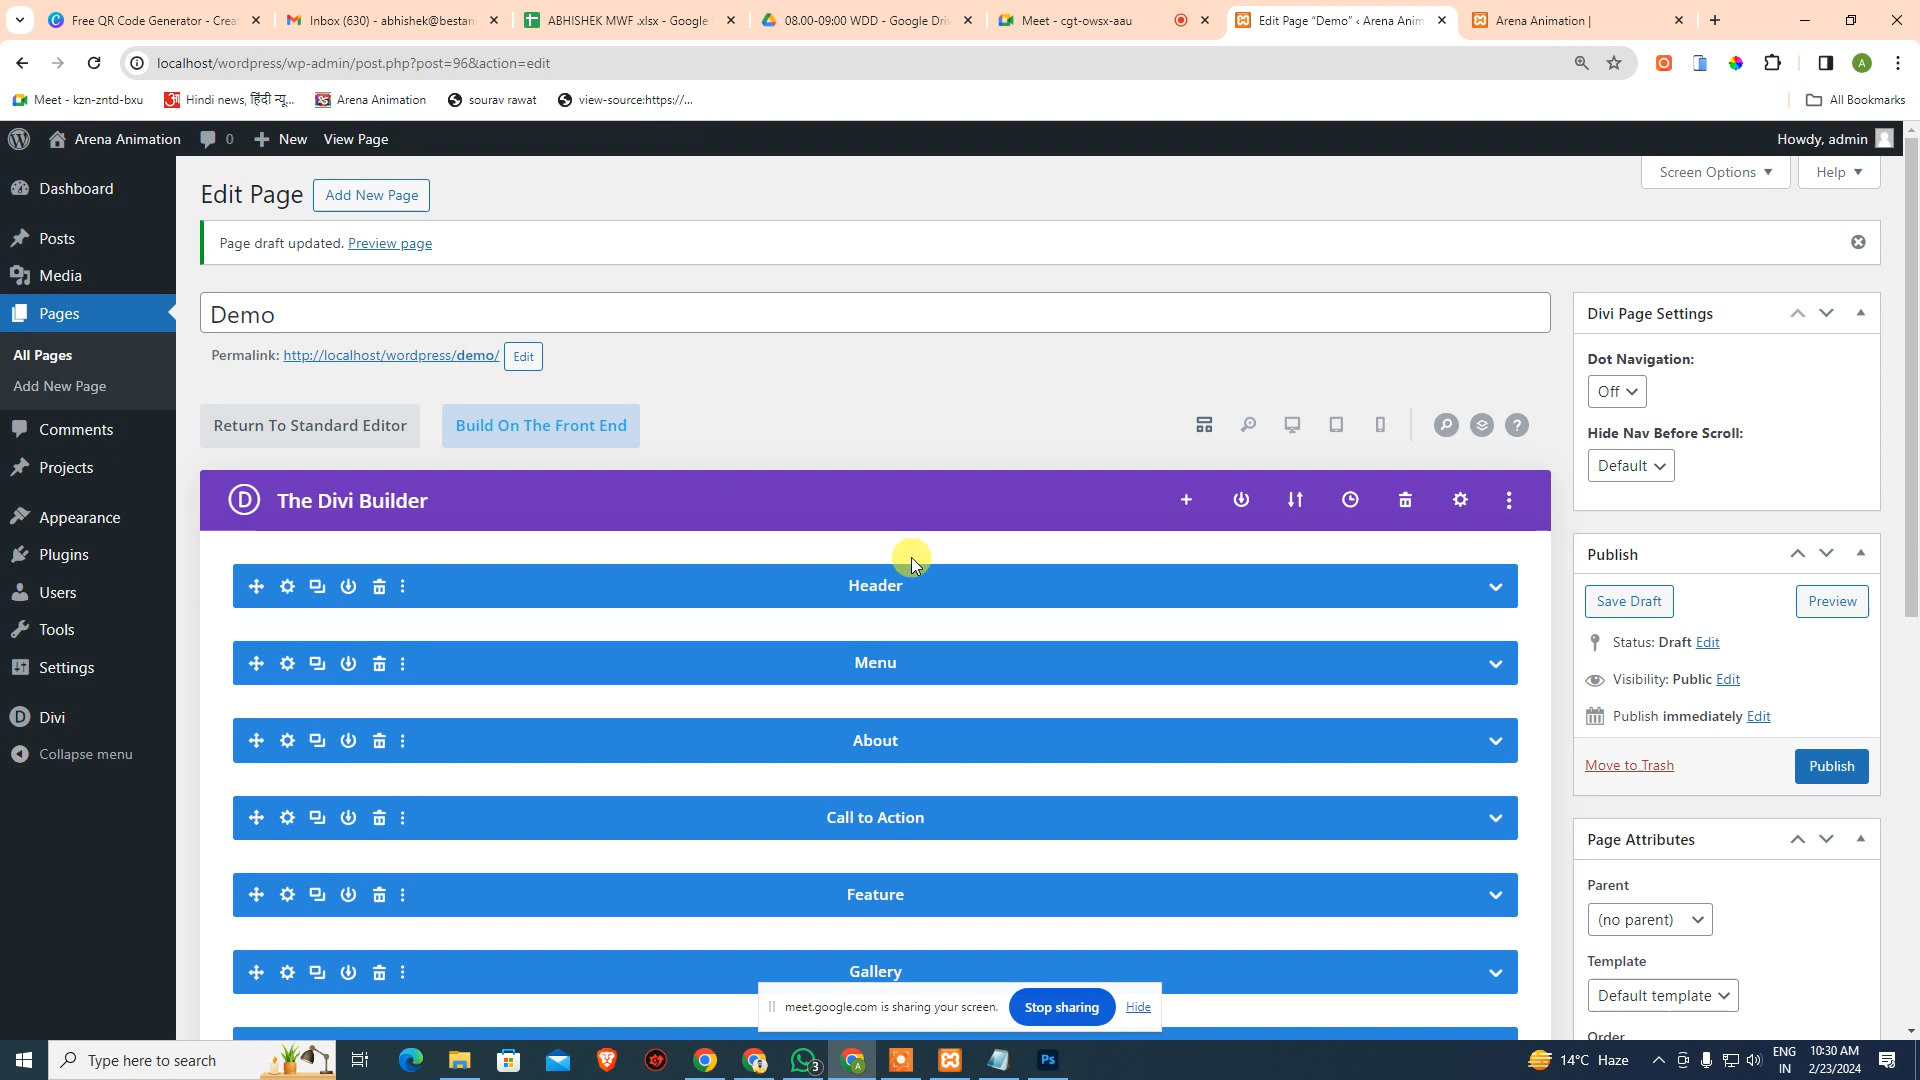 Free QR Code Generator - Crea
Inbox (630) - abhishek@bestani
ABHISHEK MWF .xlsx - Google
08.00-09:00 WDD - Google Dri
Meet - cgt-owsx-aau
Edit Page “Demo” ‹ Arena Anim
Arena Animation |
localhost/wordpress/wp-admin/post.php?post=96&action=edit
A
Meet - kzn-zntd-bxu
Hindi news, हिंदी न्यू...
Arena Animation
sourav rawat
view-source:https://...
All Bookmarks
Arena Animation
0
New
View Page
Howdy, admin
Dashboard
Posts
Media
Pages
All Pages
Add New Page
Comments
Projects
Appearance
Plugins
Users
Tools
Settings
Divi
Collapse menu
Screen Options
Help
Edit Page
Add New Page
Page draft updated. Preview page
Demo
Permalink: http://localhost/wordpress/demo/ Edit
Return To Standard Editor
Build On The Front End
?
D
The Divi Builder
Header
Menu
About
Call to Action
Feature
Gallery
Divi Page Settings
Dot Navigation:
Off
Hide Nav Before Scroll:
Default
Publish
Save Draft
Preview
Status: Draft Edit
Visibility: Public Edit
Publish immediately Edit
Move to Trash
Publish
Page Attributes
Parent
(no parent)
Template
Default template
Order
meet.google.com is sharing your screen.
Stop sharing
Hide
Type here to search
3
A
Ps
14°C Haze
ENG
IN
10:30 AM
2/23/2024